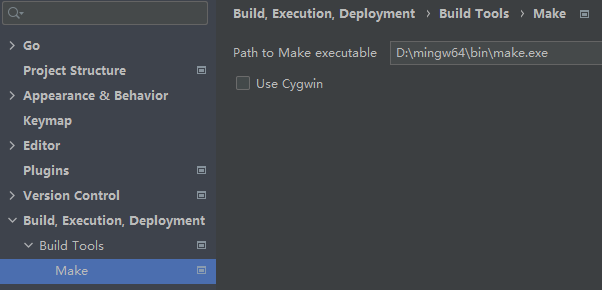 Go
Project Structure
Appearance & Behavior
Keymap
Editor
Plugins
Version Control
Build, Execution, Deployment
Build Tools
Make
Build, Execution, Deployment › Build Tools › Make
Path to Make executable D:\mingw64\bin\make.exe
Use Cygwin